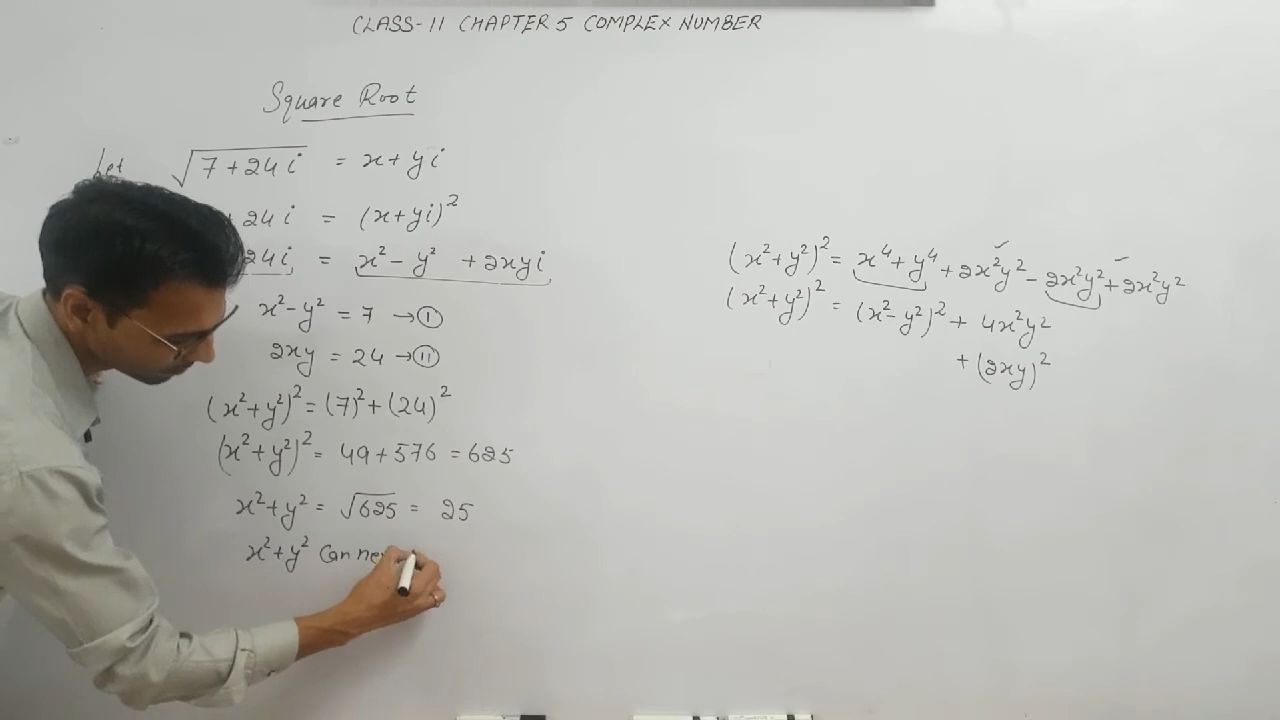 CLASS-11 CHAPTER 5 COMPLEX NUMBER
Square Root
Let √(7+24i) = x+yi
24i = (x+yi)²
24i = x²-y² +2xyi
x²-y² = 7 → (I)
2xy = 24 → (II)
(x²+y²)² = (7)²+(24)²
(x²+y²)² = 49+576 = 625
x²+y² = √625 = 25
x²+y² Can
(x²+y²)² = x⁴+y⁴+2x²y²-2x²y²+2x²y²
(x²+y²)² = (x²-y²)²+ 4x²y²
+(2xy)²